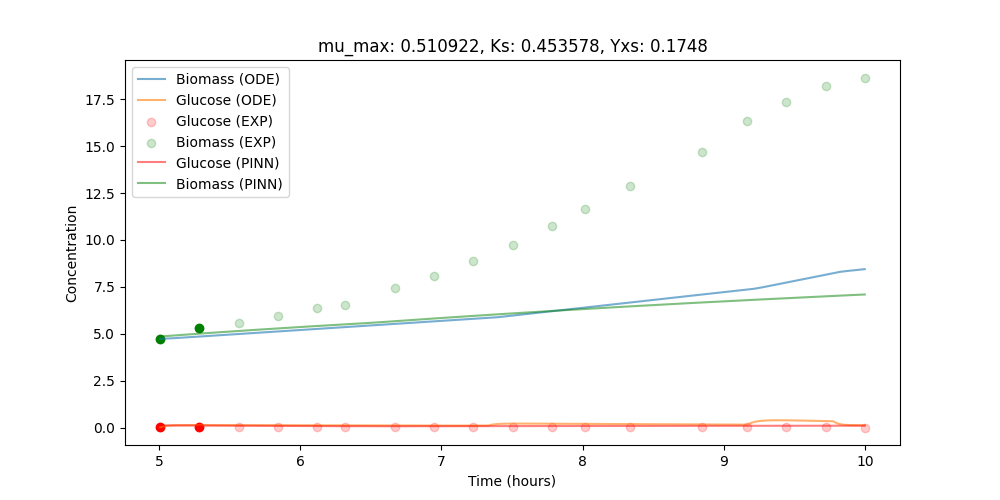 mu_max: 0.510922, Ks: 0.453578, Yxs: 0.1748
Biomass (ODE)
Glucose (ODE)
Glucose (EXP)
Biomass (EXP)
Glucose (PINN)
Biomass (PINN)
Concentration
17.5
15.0
12.5
10.0
7.5
5.0
2.5
0.0
5 6 7 8 9 10
Time (hours)